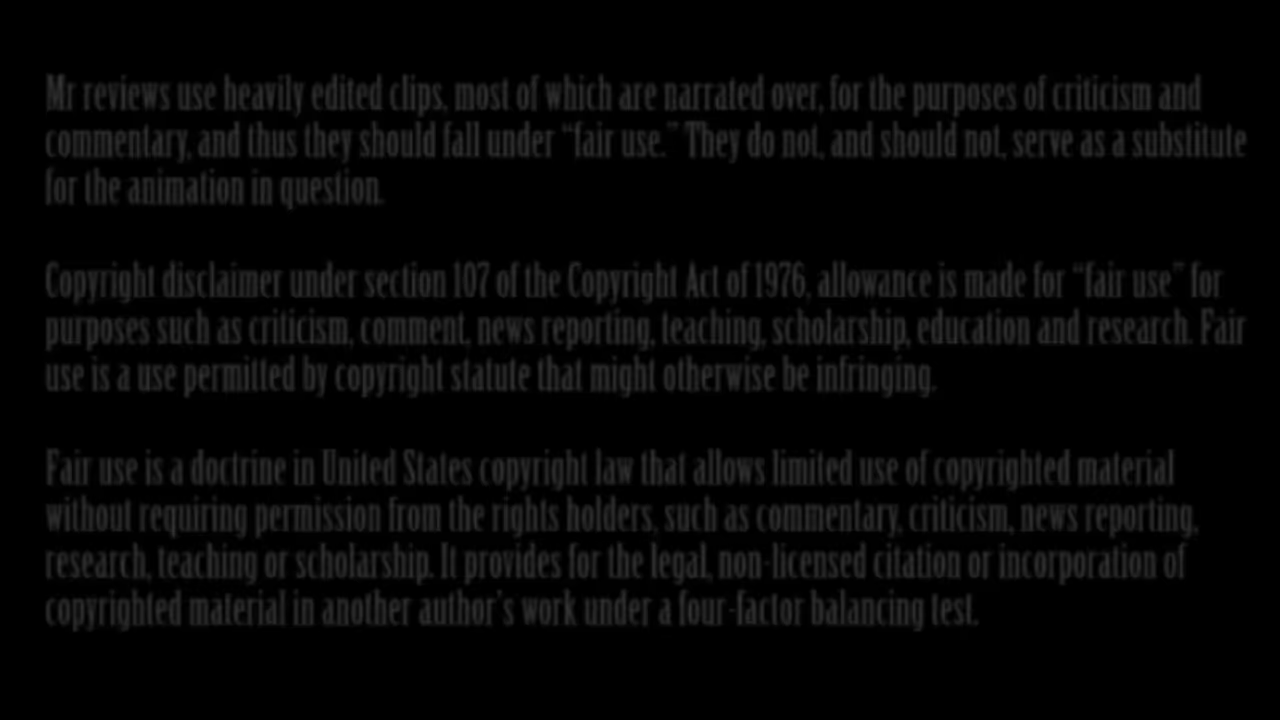 Mr reviews use heavily edited clips, most of which are narrated over, for the purposes of criticism and
commentary, and thus they should fall under “fair use.” They do not, and should not, serve as a substitute
for the animation in question.
Copyright disclaimer under section 107 of the Copyright Act of 1976, allowance is made for “fair use” for
purposes such as criticism, comment, news reporting, teaching, scholarship, education and research. Fair
use is a use permitted by copyright statute that might otherwise be infringing.
Fair use is a doctrine in United States copyright law that allows limited use of copyrighted material
without requiring permission from the rights holders, such as commentary, criticism, news reporting,
research, teaching or scholarship. It provides for the legal, non-licensed citation or incorporation of
copyrighted material in another author's work under a four-factor balancing test.